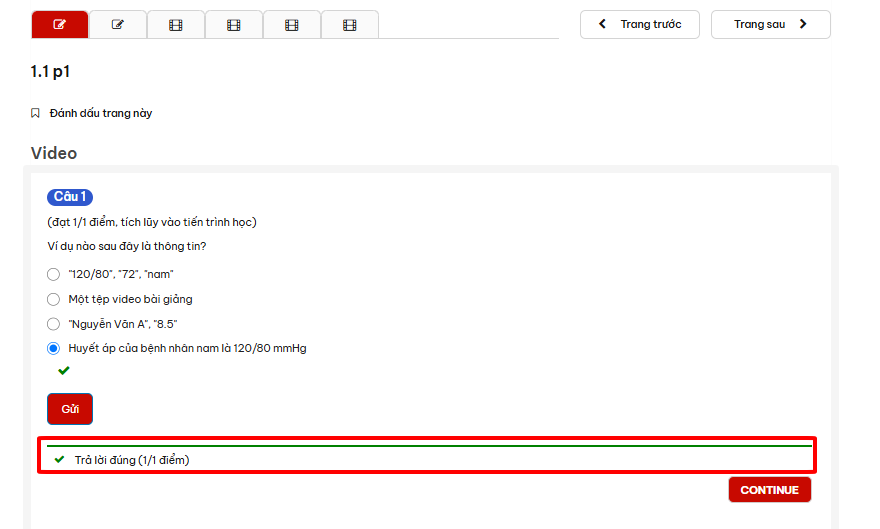 Trang trước
Trang sau
1.1 p1
Đánh dấu trang này
Video
Câu 1
(đạt 1/1 điểm, tích lũy vào tiến trình học)
Ví dụ nào sau đây là thông tin?
"120/80", "72", "nam"
Một tệp video bài giảng
"Nguyễn Văn A", "8.5"
Huyết áp của bệnh nhân nam là 120/80 mmHg
Gửi
Trả lời đúng (1/1 điểm)
CONTINUE